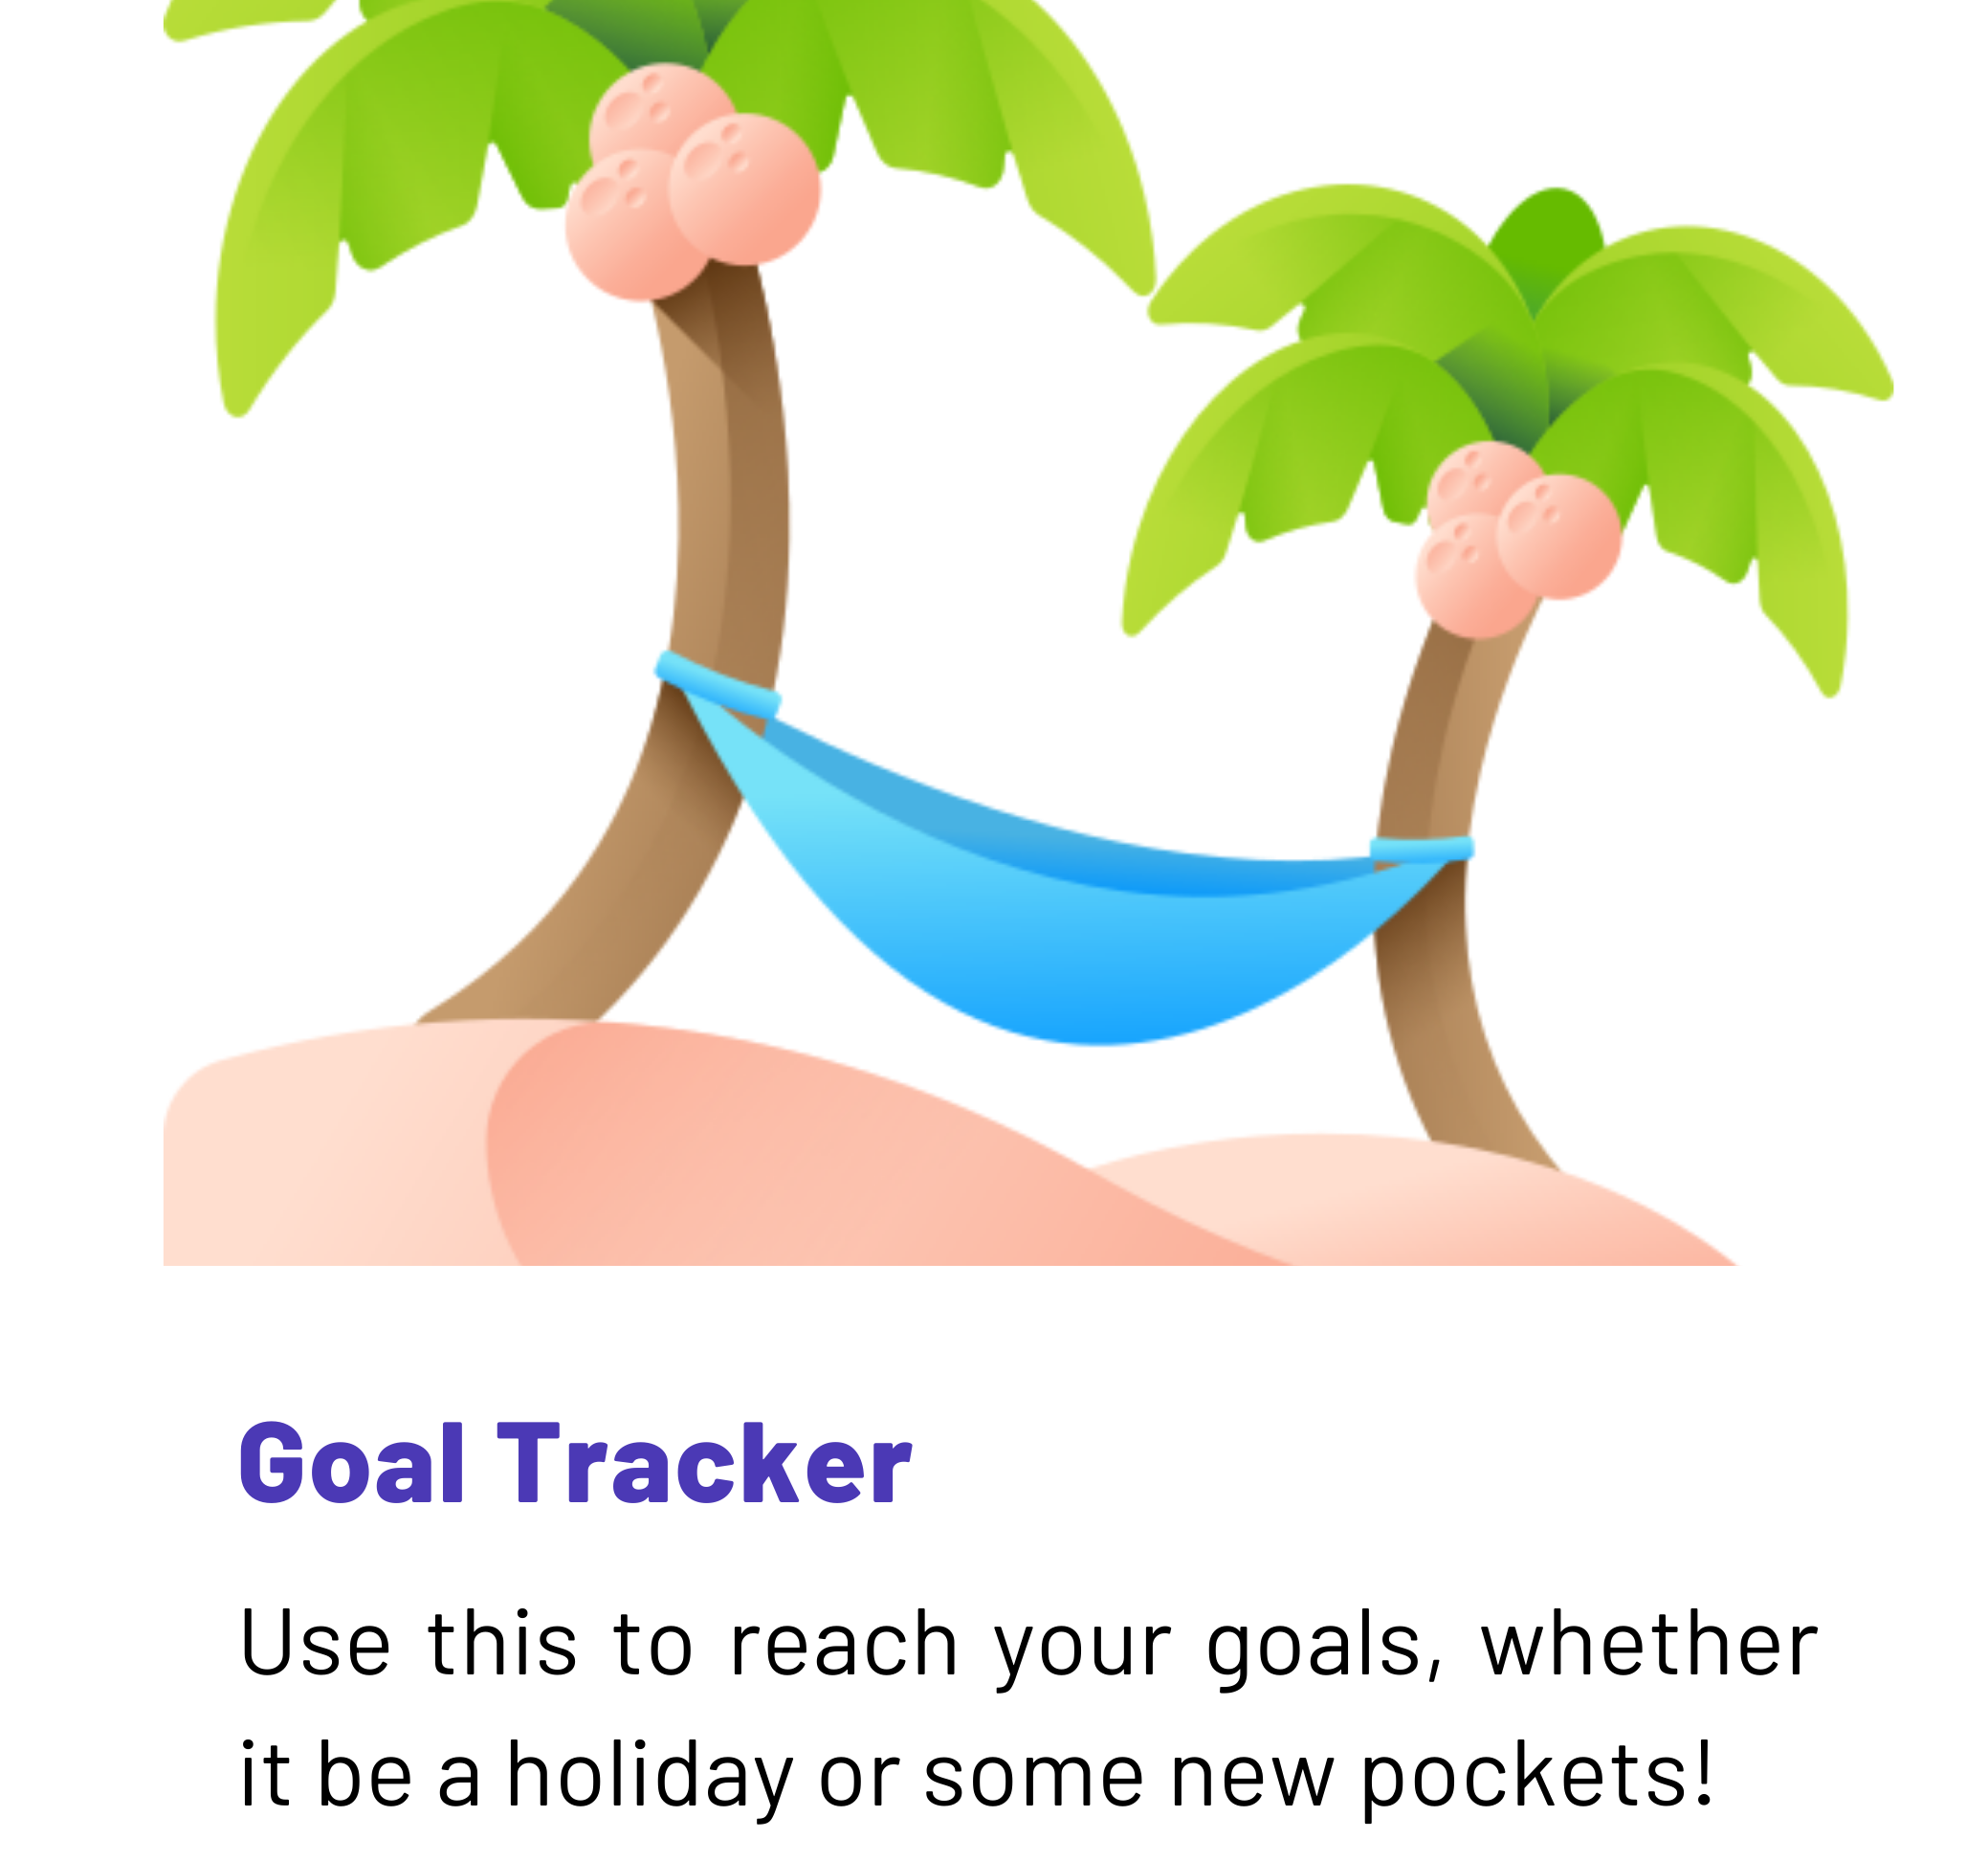 Goal Tracker
Use this to reach your goals, whether
it be a holiday or some new pockets!